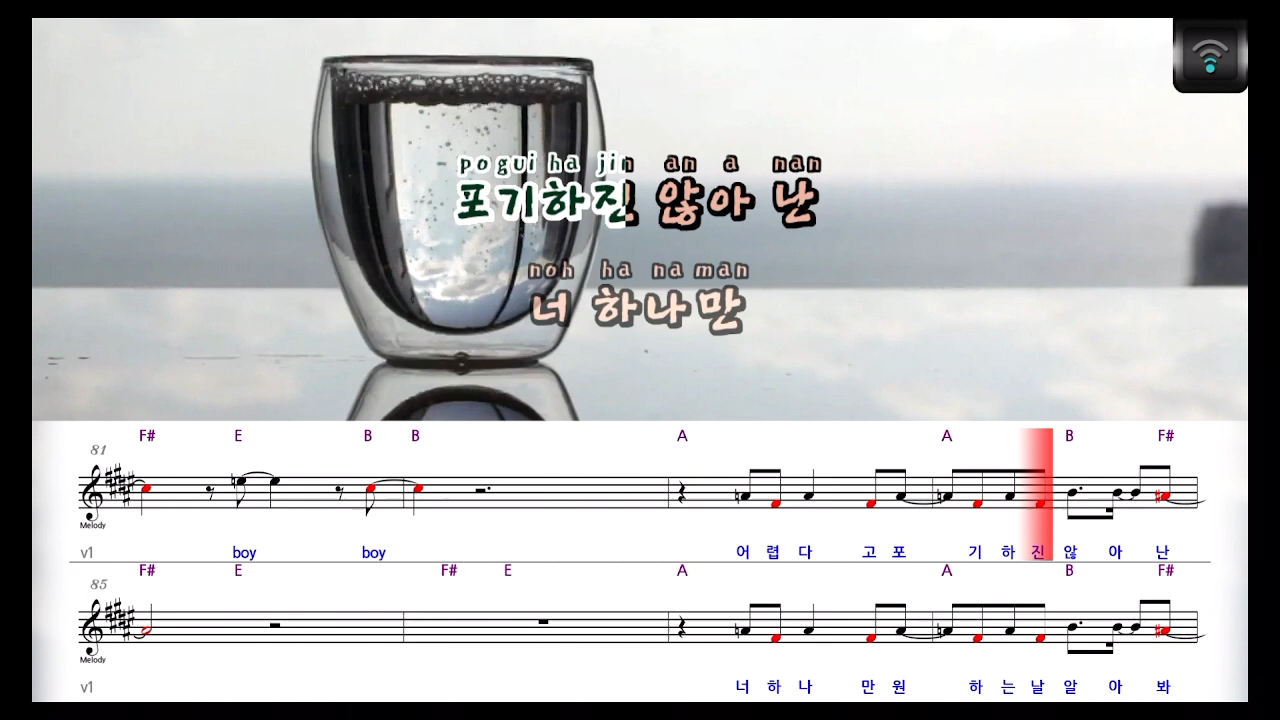 po gui ha jin an a nan
포기하진 않아 난
noh ha na man
너 하나만
F# E B B A A B F#
81
Melody
v1 boy boy 어 렵 다 고 포 기 하 진 않 아 난
F# E F# E A A B F#
85
Melody
v1 너 하 나 만 원 하 는 날 알 아 봐